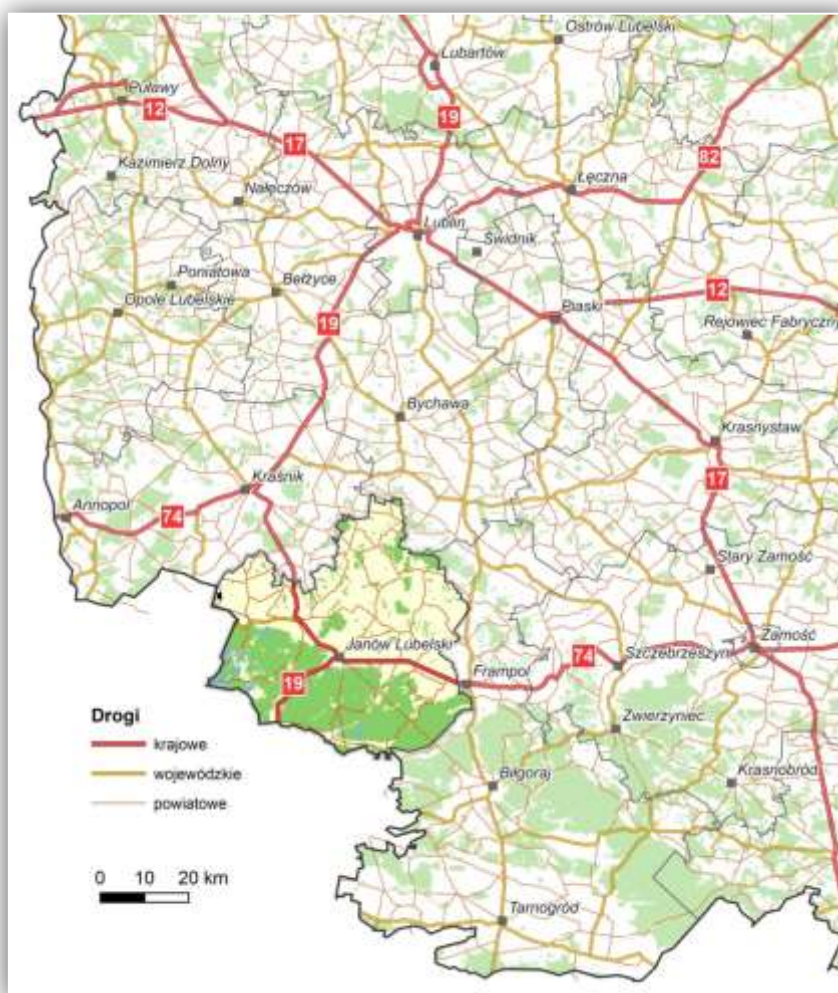 Ostrów Lubelski
Lubartów
Puławy
12
19
17
82
Kazimierz Dolny
Nałęczów
Łęczna
Lublin
Świdnik
Poniatowa
Bełżyce
Opole Lubelskie
19
12
Piaski
Rejowiec Fabryczny
Bychawa
Krasnystaw
Kraśnik
17
Annopol
74
Stary Zamość
Janów Lubelski
Zamość
74
Szczebrzeszyn
19
Frampol
Drogi
krajowe
Zwierzyniec
wojewódzkie
Biłgoraj
Krasnobród
powiatowe
0 10 20 km
Tarnogród